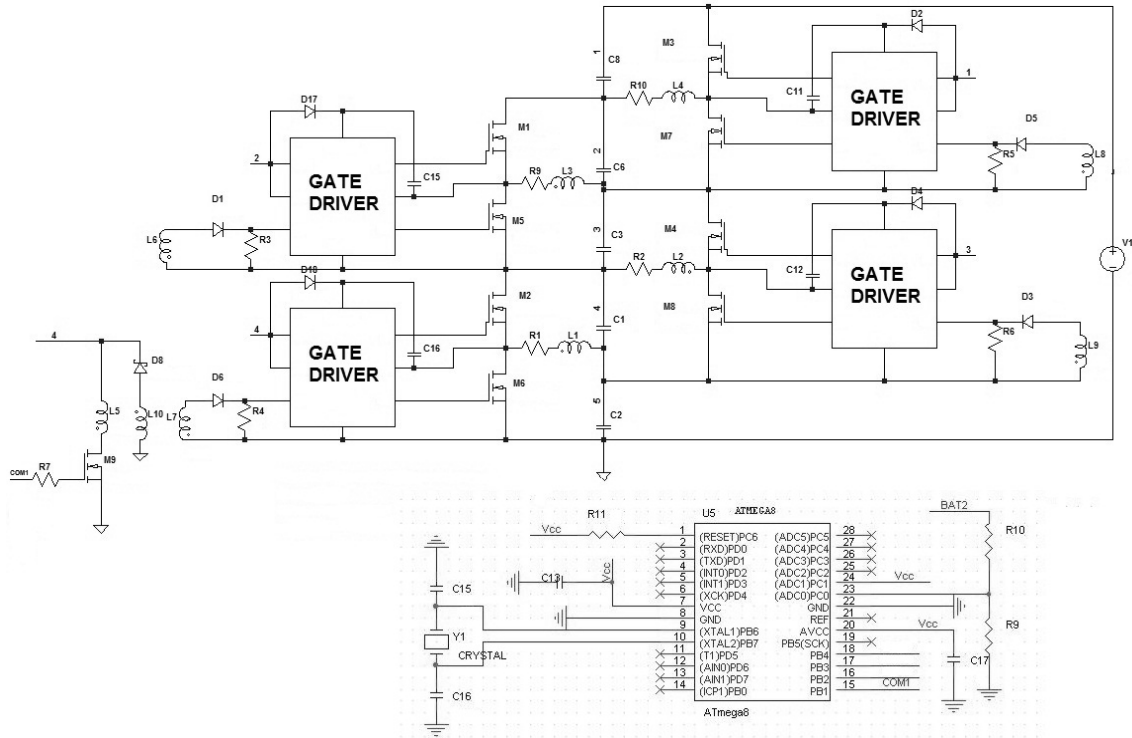 D2
1
M3
C8
R10
L4
C11
GATE
DRIVER
1
D17
M1
M7
D5
2
GATE
DRIVER
C15
2
C6
R5
L8
R9
L3
D4
D1
M5
L6
R3
3
C3
M4
GATE
DRIVER
3
V1
D18
R2
L2
C12
M2
4
C1
M8
D3
4
GATE
DRIVER
C16
R6
L9
4
R1
L1
D8
D6
M6
5
C2
L5
L10
L7
R4
M9
COM1
R7
U5
ATMEGA8
R11
Vcc
BAT2
1 (RESET)PC6 (ADC5)PC5 28
2 (RXD)PD0 (ADC4)PC4 27
3 (TXD)PD1 (ADC3)PC3 26
4 (INT0)PD2 (ADC2)PC2 25
5 (INT1)PD3 (ADC1)PC1 24
6 (XCK)PD4 (ADC0)PC0 23
7 VCC GND 22
8 GND REF 21
9 (XTAL1)PB6 AVCC 20
10 (XTAL2)PB7 PB5(SCK) 19
11 (T1)PD5 PB4 18
12 (AIN0)PD6 PB3 17
13 (AIN1)PD7 PB2 16
14 (ICP1)PB0 PB1 15
R10
C13
Vcc
Vcc
C15
Vcc
R9
Y1
CRYSTAL
C17
C16
COM1
ATmega8